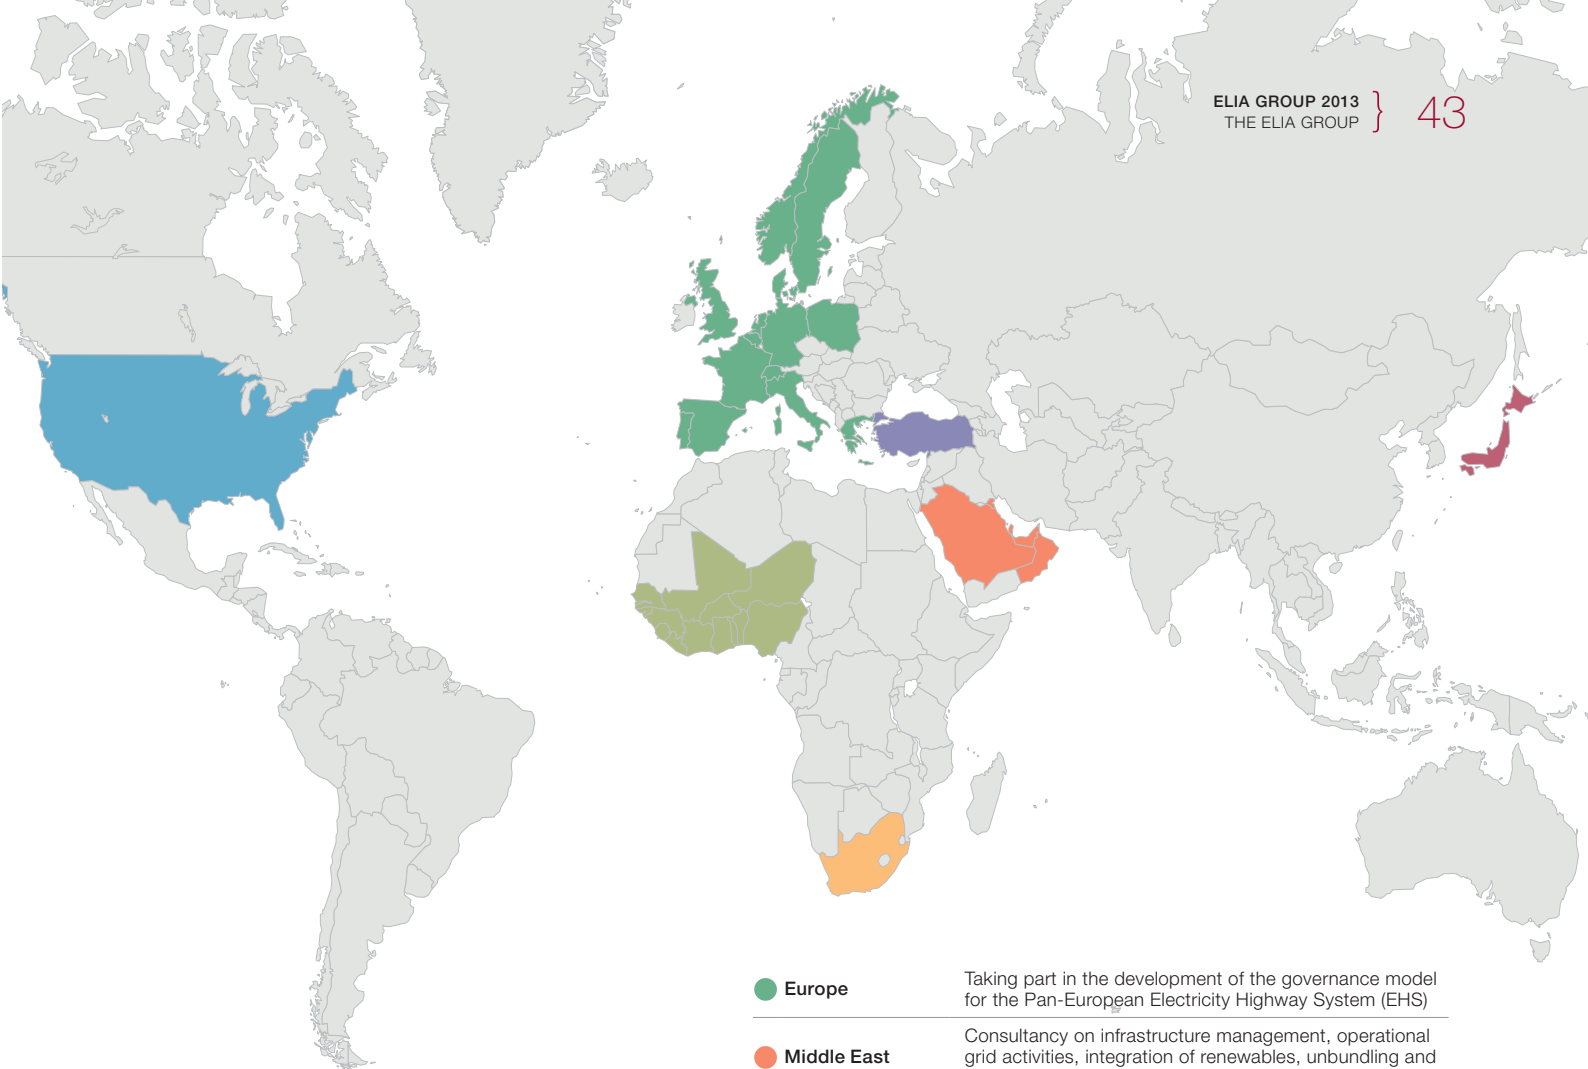 ELIA GROUP 2013
THE ELIA GROUP
43
Europe
Taking part in the development of the governance model
for the Pan-European Electricity Highway System (EHS)
Middle East
Consultancy on infrastructure management, operational
grid activities, integration of renewables, unbundling and